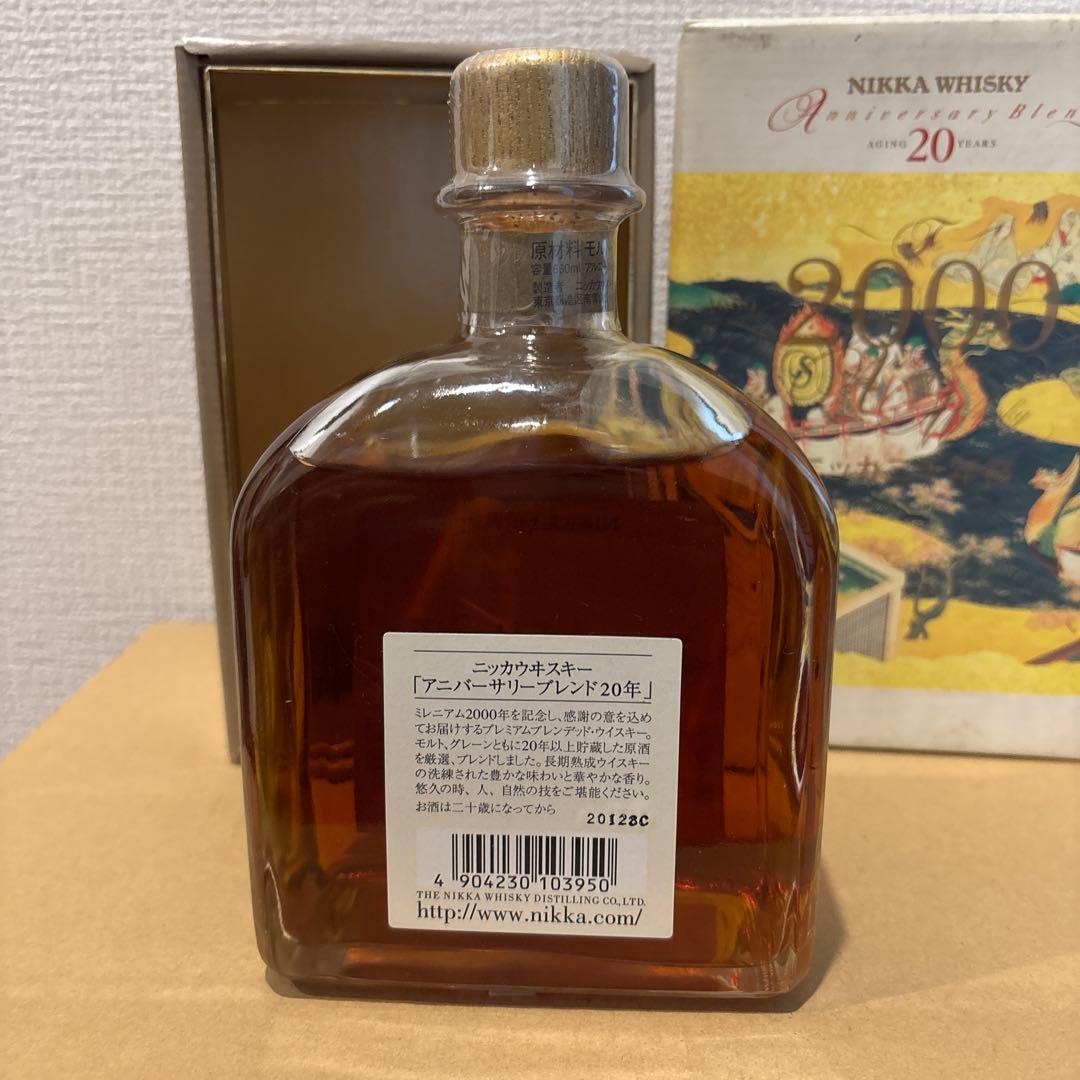 NIKKA WHISKY
Anniversary Blen
AGING 20 YEARS
2000
原材料 モル
容量
製造者 ニッカウ
ニッカウヰスキー
「アニバーサリーブレンド20年」
ミレニアム2000年を記念し、感謝の意を込め
てお届けするプレミアムブレンデッド・ウイスキー。
モルト、グレーンともに20年以上貯蔵した原酒
を厳選、ブレンドしました。長期熟成ウイスキー
の洗練された豊かな味わいと華やかな香り。
悠久の時、人、自然の技をご堪能ください。
お酒は二十歳になってから
20123C
4 904230 103950
THE NIKKA WHISKY DISTILLING CO.,LTD.
http://www.nikka.com/